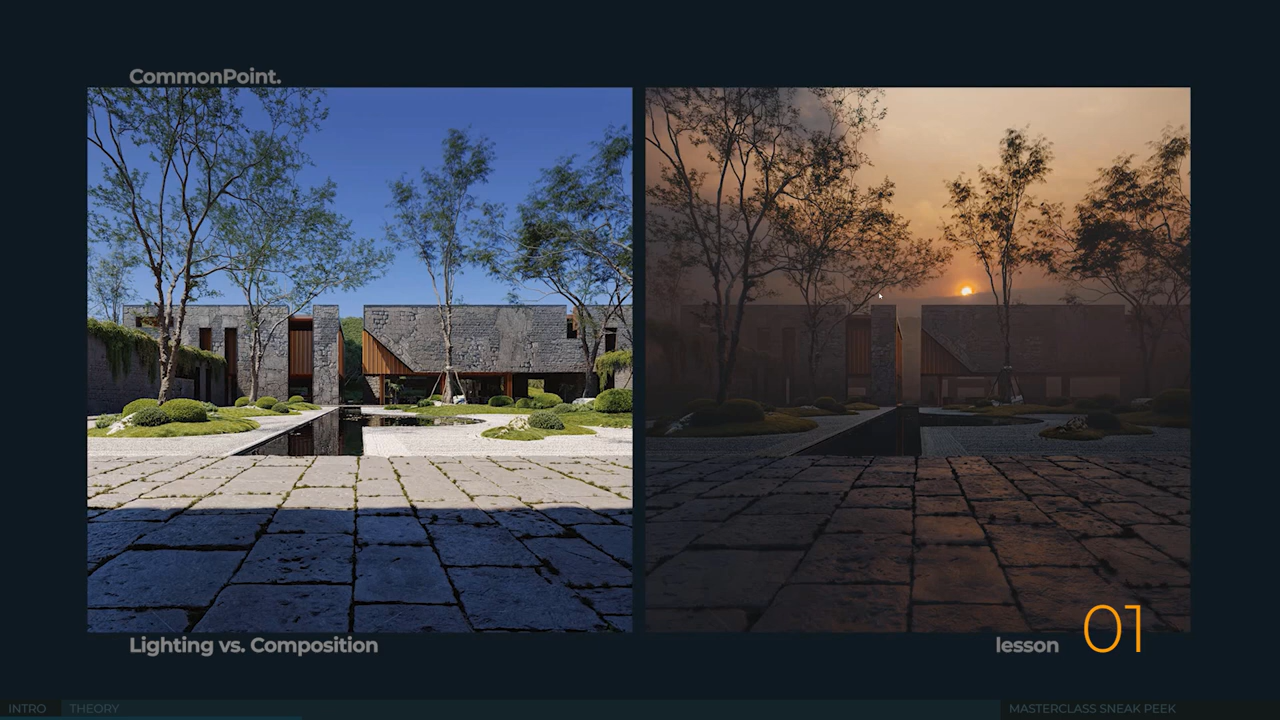 CommonPoint.
Lighting vs. Composition
lesson 01
INTRO THEORY MASTERCLASS SNEAK PEEK